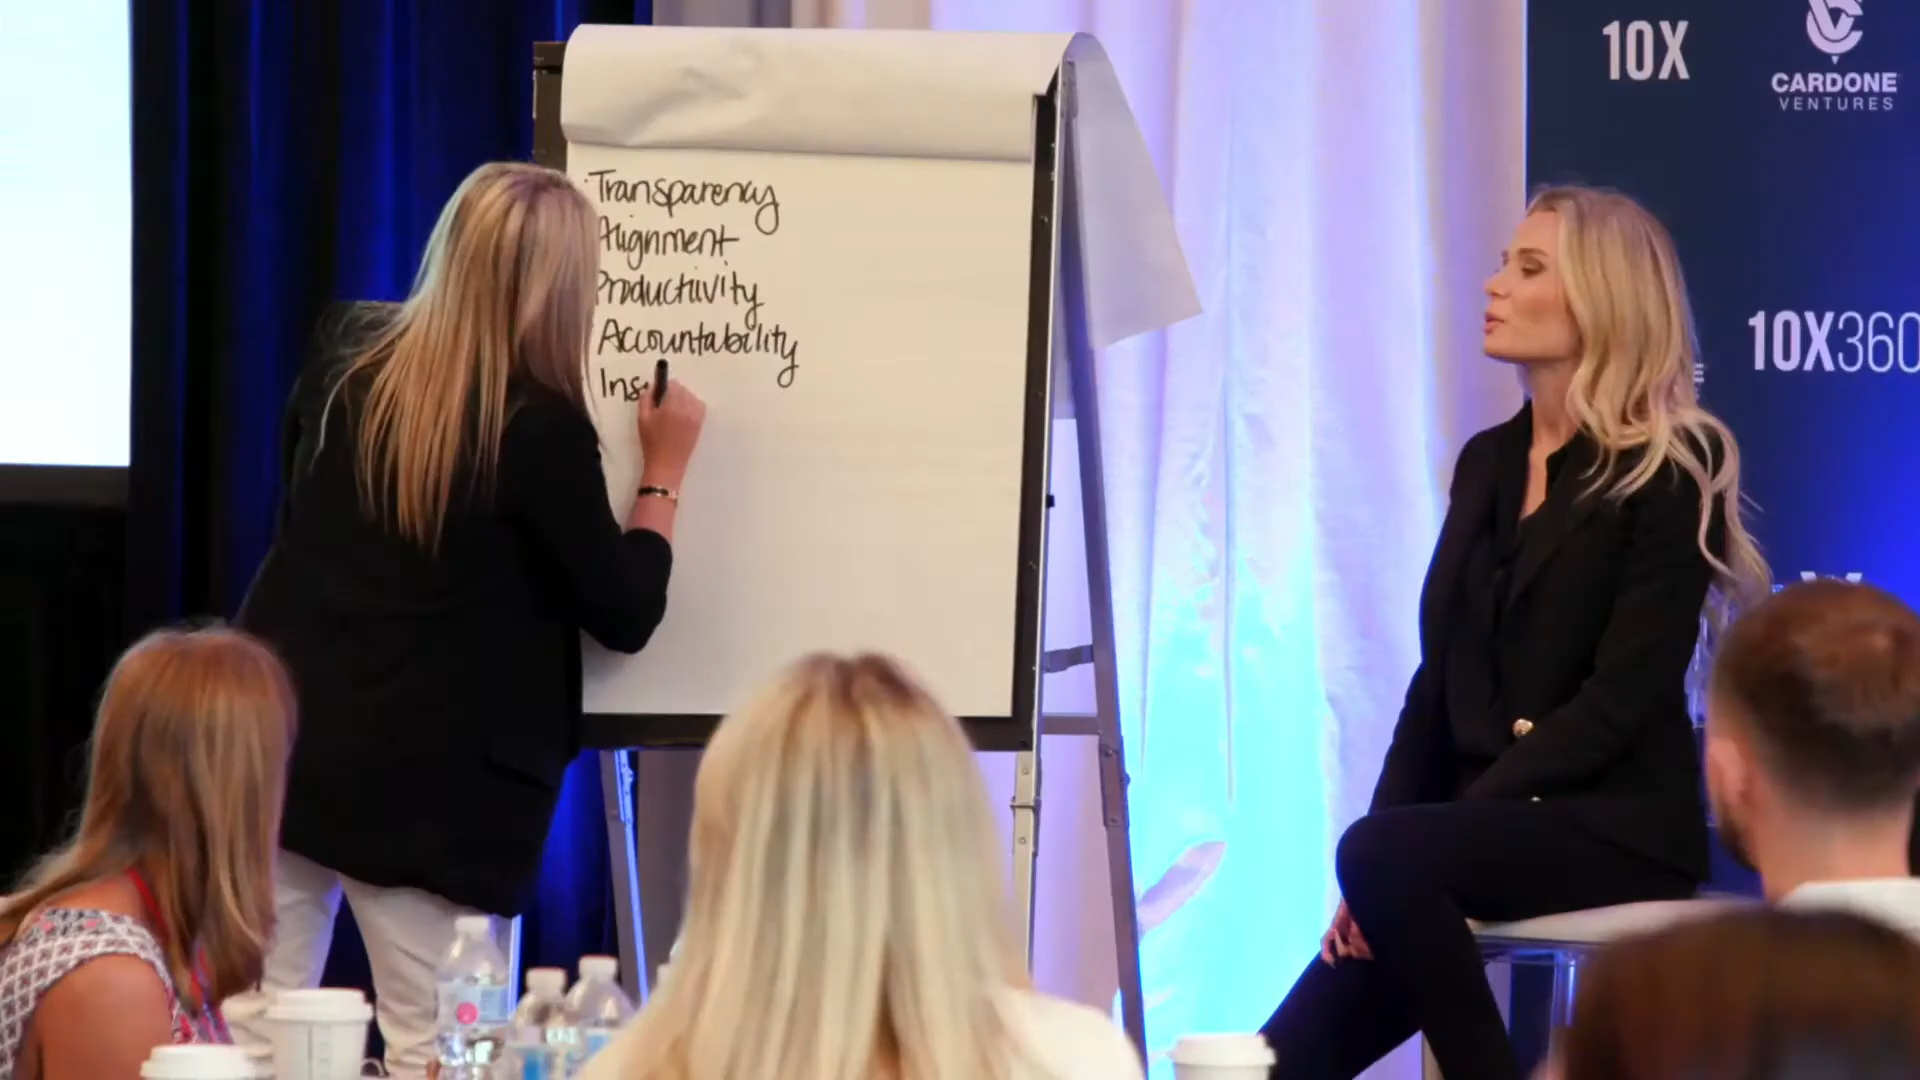 Transparency
Alignment
Productivity
Accountability
Ins
10X
CARDONE
VENTURES
10X360